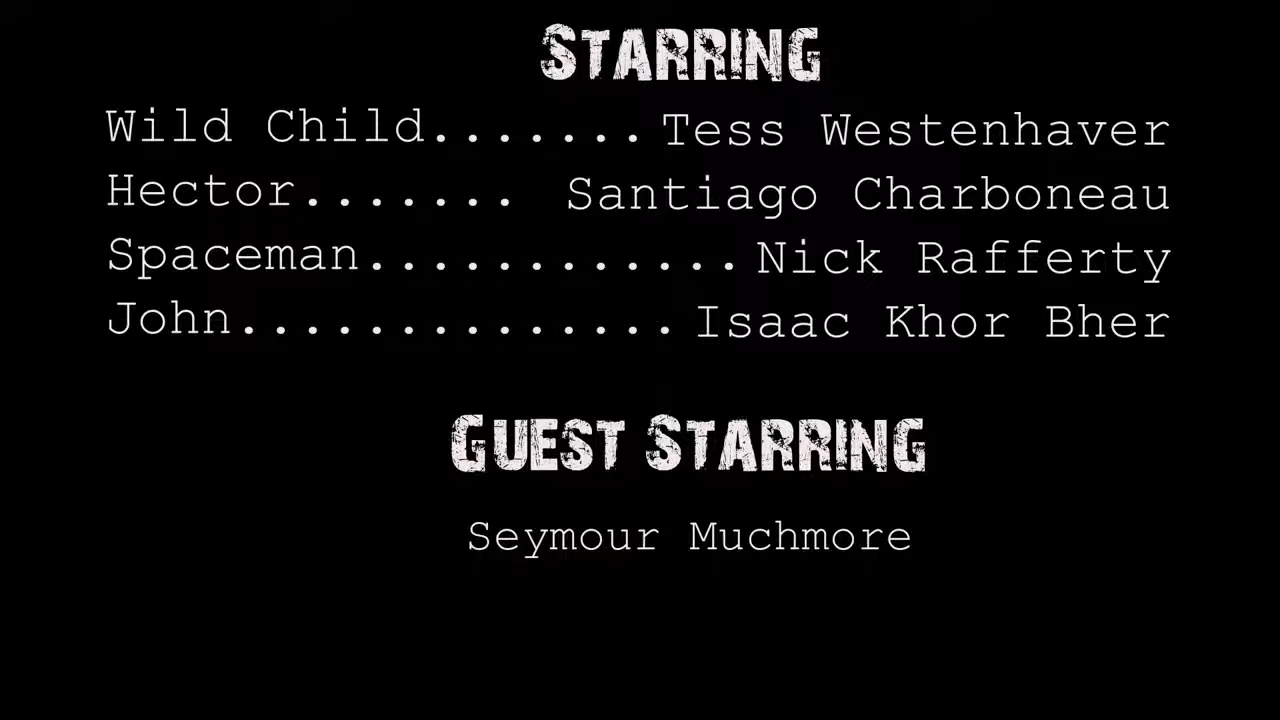 STARRING
Wild Child.......Tess Westenhaver
Hector....... Santiago Charboneau
Spaceman............Nick Rafferty
John..............Isaac Khor Bher
GUEST STARRING
Seymour Muchmore